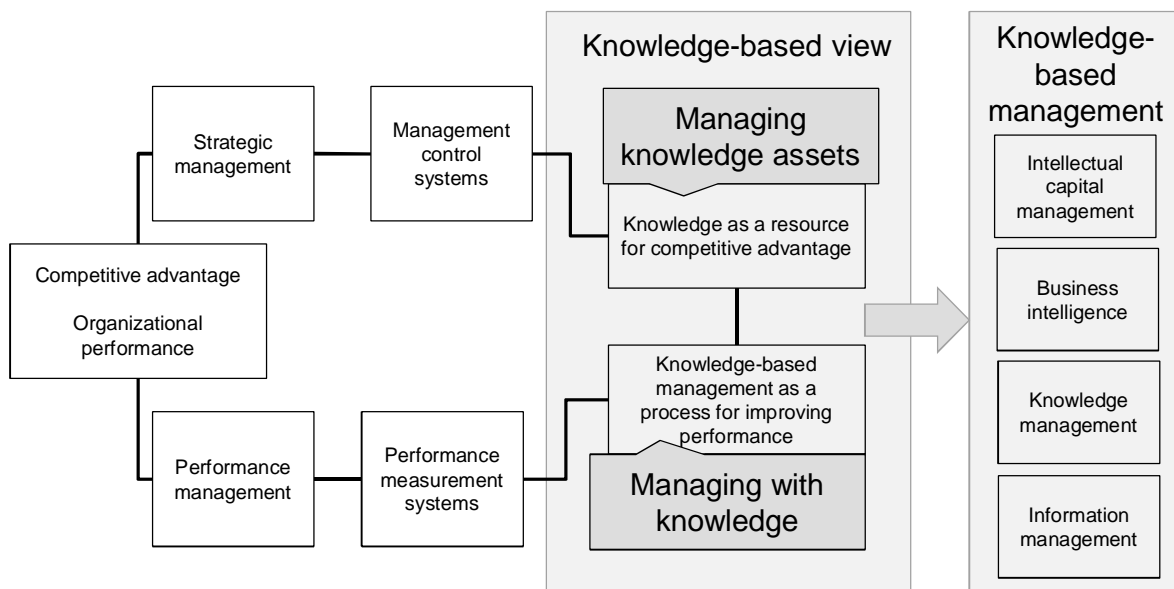 Competitive advantage
Organizational
performance
Strategic
management
Management
control
systems
Performance
management
Performance
measurement
systems
Knowledge-based view
Managing
knowledge assets
Knowledge as a resource
for competitive advantage
Knowledge-based
management as a
process for improving
performance
Managing with
knowledge
Knowledge-
based
management
Intellectual
capital
management
Business
intelligence
Knowledge
management
Information
management